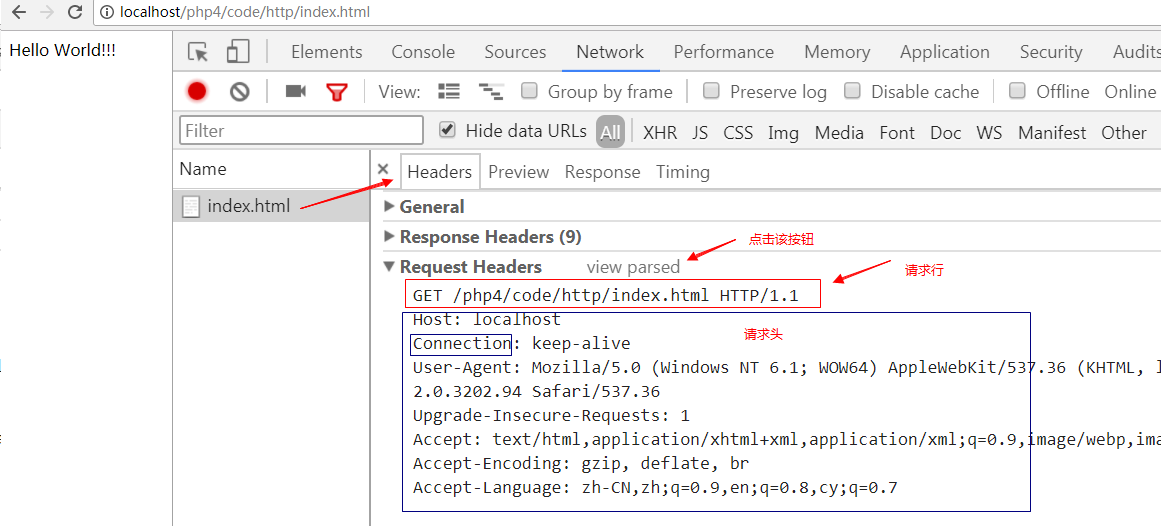 localhost/php4/code/http/index.html
Hello World!!!
Elements Console Sources Network Performance Memory Application Security Audits
View: Group by frame Preserve log Disable cache Offline Online
Filter Hide data URLs All XHR JS CSS Img Media Font Doc WS Manifest Other
Name
Headers Preview Response Timing
index.html
General
Response Headers (9)
点击该按钮
Request Headers view parsed
请求行
GET /php4/code/http/index.html HTTP/1.1
Host: localhost
请求头
Connection: keep-alive
User-Agent: Mozilla/5.0 (Windows NT 6.1; WOW64) AppleWebKit/537.36 (KHTML, l
2.0.3202.94 Safari/537.36
Upgrade-Insecure-Requests: 1
Accept: text/html,application/xhtml+xml,application/xml;q=0.9,image/webp,ima
Accept-Encoding: gzip, deflate, br
Accept-Language: zh-CN,zh;q=0.9,en;q=0.8,cy;q=0.7